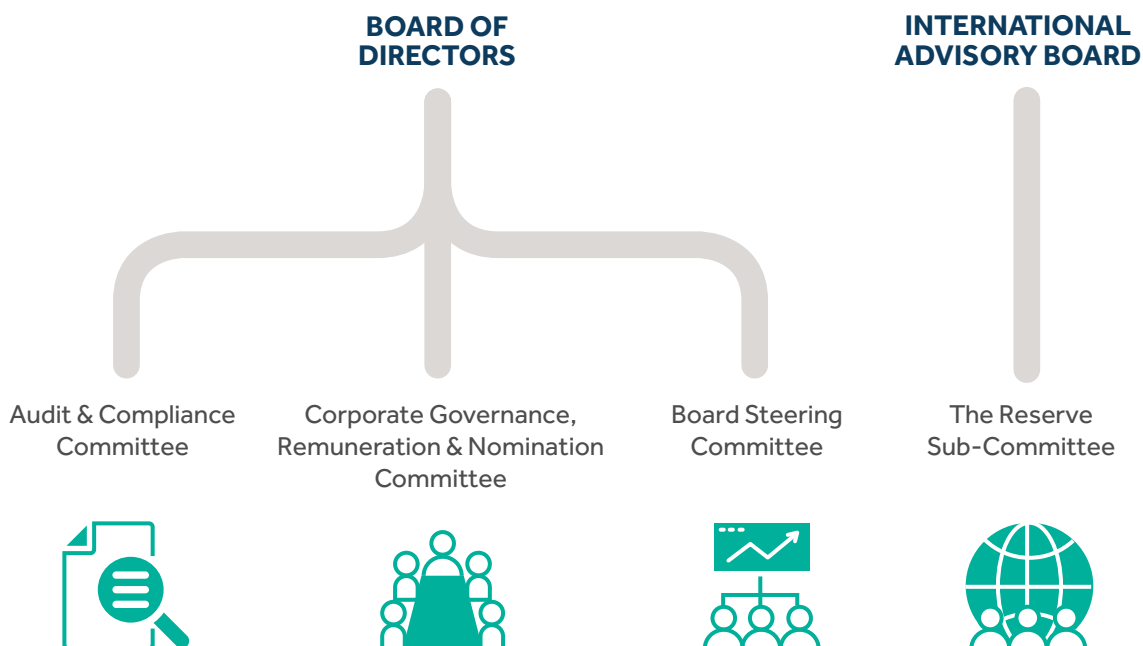 BOARD OF
DIRECTORS
INTERNATIONAL
ADVISORY BOARD
Audit & Compliance
Committee
Corporate Governance,
Remuneration & Nomination
Committee
Board Steering
Committee
The Reserve
Sub-Committee